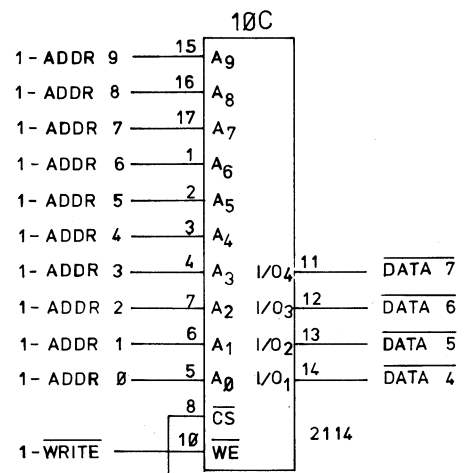 10C
1- ADDR 9 15 A9
1- ADDR 8 16 A8
1- ADDR 7 17 A7
1- ADDR 6 1 A6
1- ADDR 5 2 A5
1- ADDR 4 3 A4
1- ADDR 3 4 A3 I/O4 11 DATA 7
1- ADDR 2 7 A2 I/O3 12 DATA 6
1- ADDR 1 6 A1 I/O2 13 DATA 5
1- ADDR 0 5 A0 I/O1 14 DATA 4
8 CS
1-WRITE 10 WE 2114